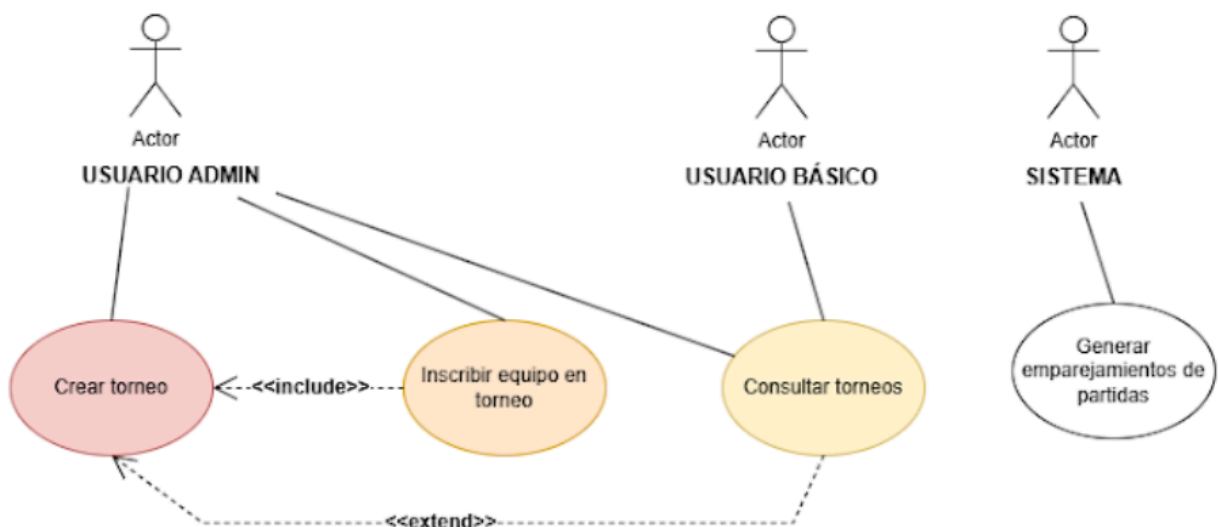 Actor
USUARIO ADMIN
Actor
USUARIO BÁSICO
Actor
SISTEMA
Crear torneo
<<include>>
Inscribir equipo en
torneo
Consultar torneos
Generar
emparejamientos de
partidas
<<extend>>